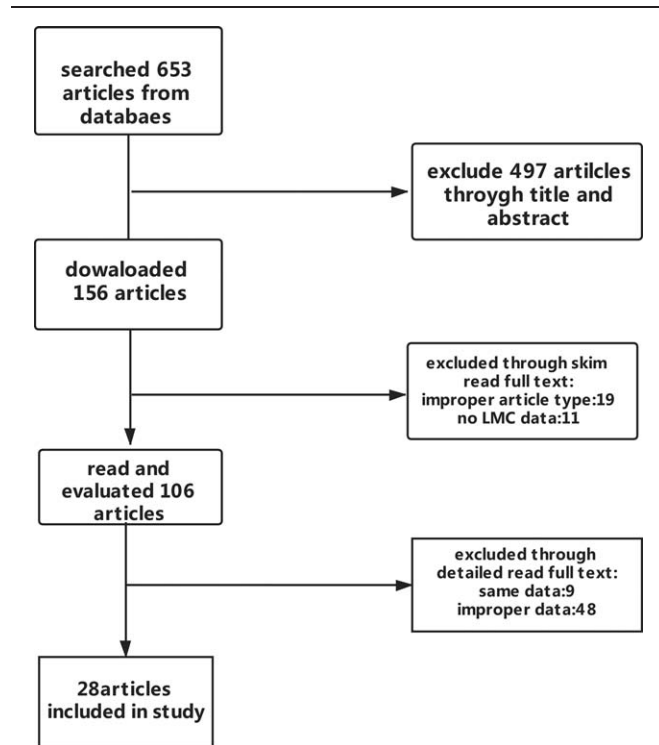 searched 653
articles from
databaes
exclude 497 artilcles
throygh title and
abstract
dowaloaded
156 articles
excluded through skim
read full text:
improper article type:19
no LMC data:11
read and
evaluated 106
articles
excluded through
detailed read full text:
same data:9
improper data:48
28articles
included in study